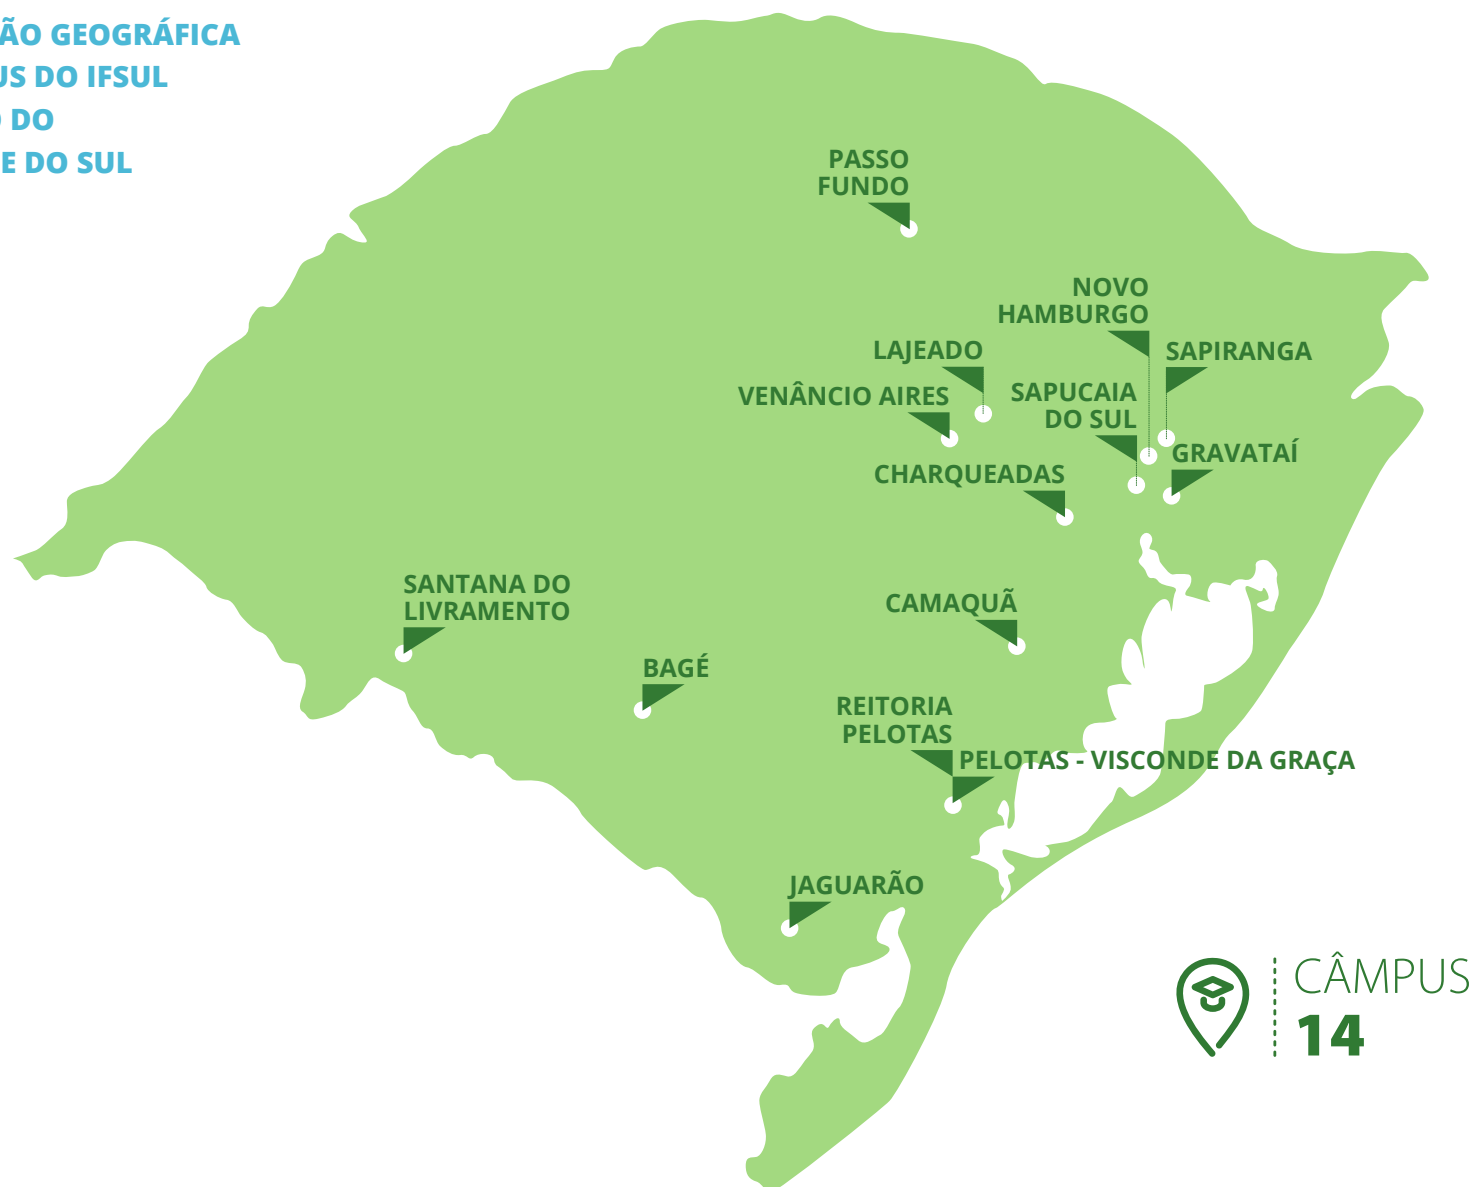 ÃO GEOGRÁFICA
US DO IFSUL
O DO
E DO SUL
PASSO
FUNDO
NOVO
HAMBURGO
LAJEADO
SAPIRANGA
VENÂNCIO AIRES
SAPUCAIA
DO SUL
GRAVATAÍ
CHARQUEADAS
SANTANA DO
LIVRAMENTO
CAMAQUÃ
BAGÉ
REITORIA
PELOTAS
PELOTAS - VISCONDE DA GRAÇA
JAGUARÃO
CÂMPUS
14